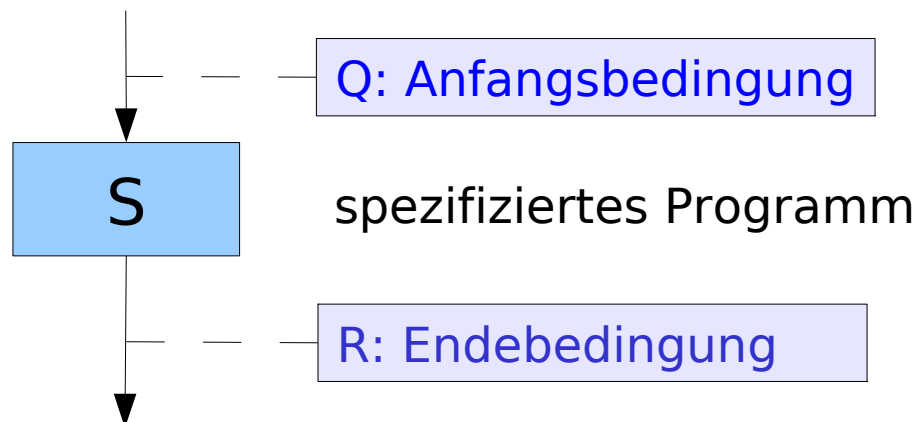 Q: Anfangsbedingung
S
spezifiziertes Programm
R: Endebedingung